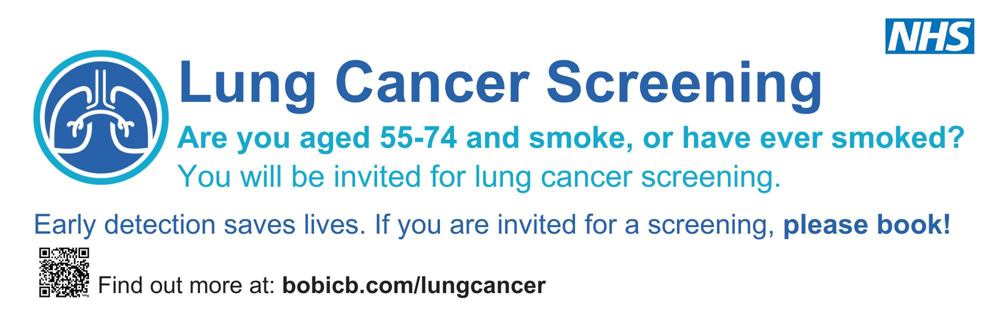 NHS
Lung Cancer Screening
Are you aged 55-74 and smoke, or have ever smoked?
You will be invited for lung cancer screening.
Early detection saves lives. If you are invited for a screening, please book!
Find out more at: bobicb.com/lungcancer